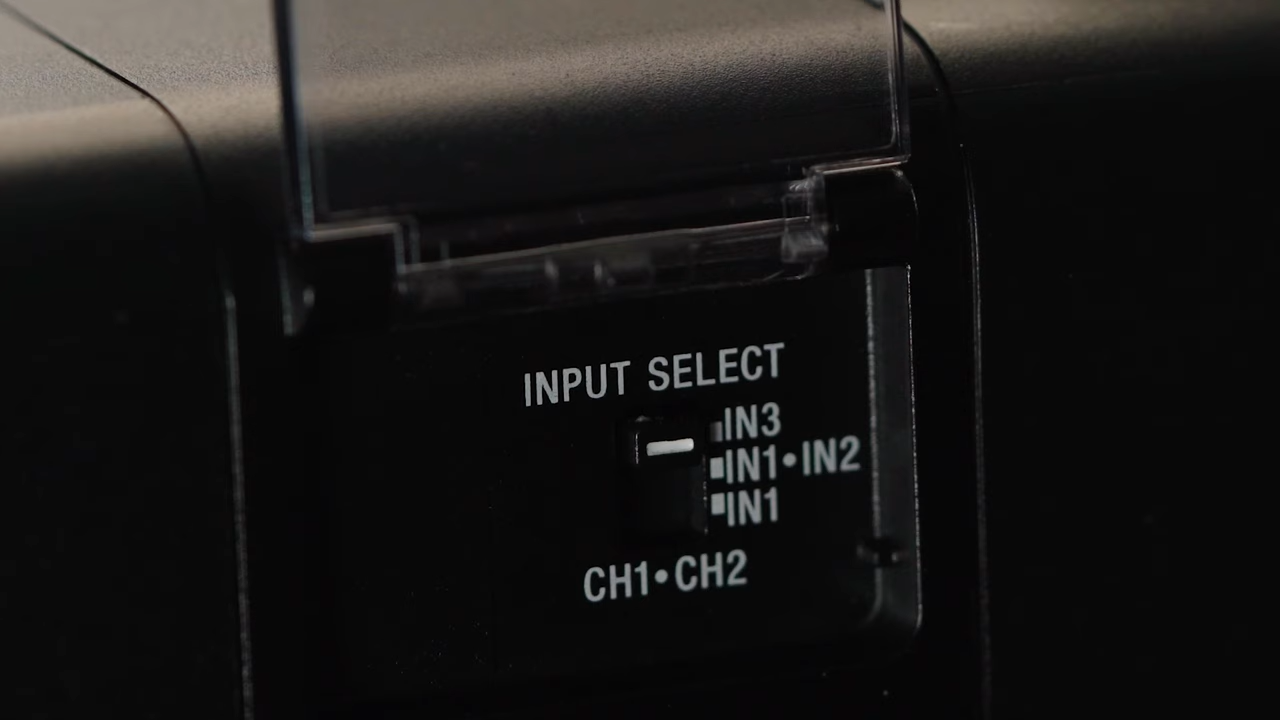 INPUT SELECT
IN3
IN1•IN2
IN1
CH1•CH2